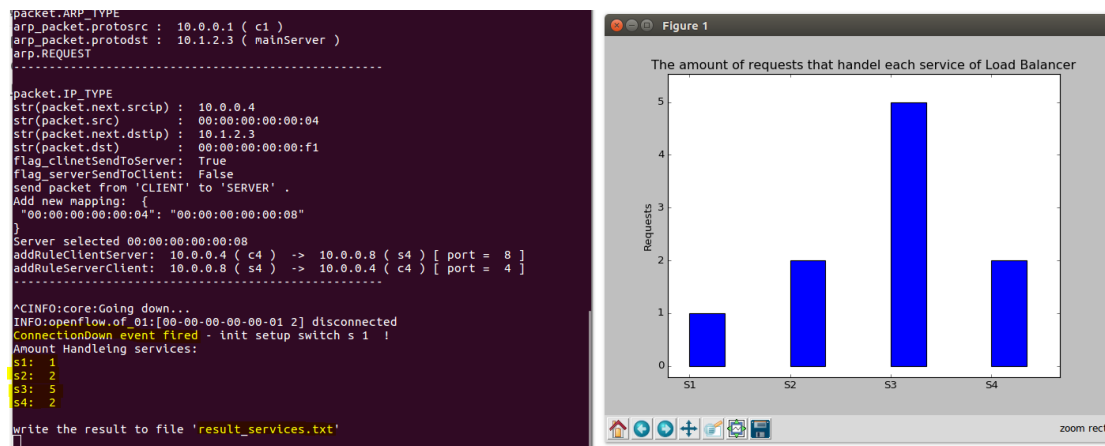 packet.ARP_TYPE
arp_packet.protosrc :  10.0.0.1 ( c1 )
arp_packet.protodst :  10.1.2.3 ( mainServer )
arp.REQUEST
--------------------------------------------------
packet.IP_TYPE
str(packet.next.srcip) :  10.0.0.4
str(packet.src)        :  00:00:00:00:00:04
str(packet.next.dstip) :  10.1.2.3
str(packet.dst)        :  00:00:00:00:00:f1
flag_clinetSendToServer:  True
flag_serverSendToClient:  False
send packet from 'CLIENT' to 'SERVER' .
Add new mapping:  {
 "00:00:00:00:00:04": "00:00:00:00:00:08"
}
Server selected 00:00:00:00:00:08
addRuleClientServer:  10.0.0.4 ( c4 )  ->  10.0.0.8 ( s4 ) [ port =  8 ]
addRuleServerClient:  10.0.0.8 ( s4 )  ->  10.0.0.4 ( c4 ) [ port =  4 ]
--------------------------------------------------
^CINFO:core:Going down...
INFO:openflow.of_01:[00-00-00-00-00-01 2] disconnected
ConnectionDown event fired - init setup switch s 1  !
Amount Handleing services:
s1:  1
s2:  2
s3:  5
s4:  2
write the result to file 'result_services.txt'
Figure 1
The amount of requests that handel each service of Load Balancer
5
4
3
2
1
0
Requests
S1 S2 S3 S4
zoom rect